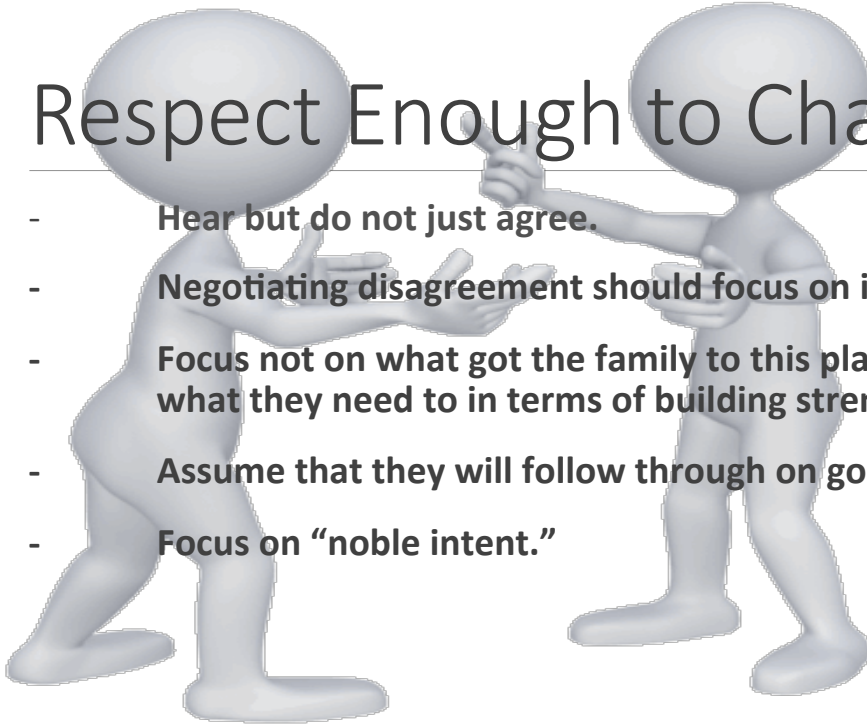 Respect Enough to Cha
- Hear but do not just agree.
- Negotiating disagreement should focus on i
- Focus not on what got the family to this pla
what they need to in terms of building stren
- Assume that they will follow through on go
- Focus on “noble intent.”